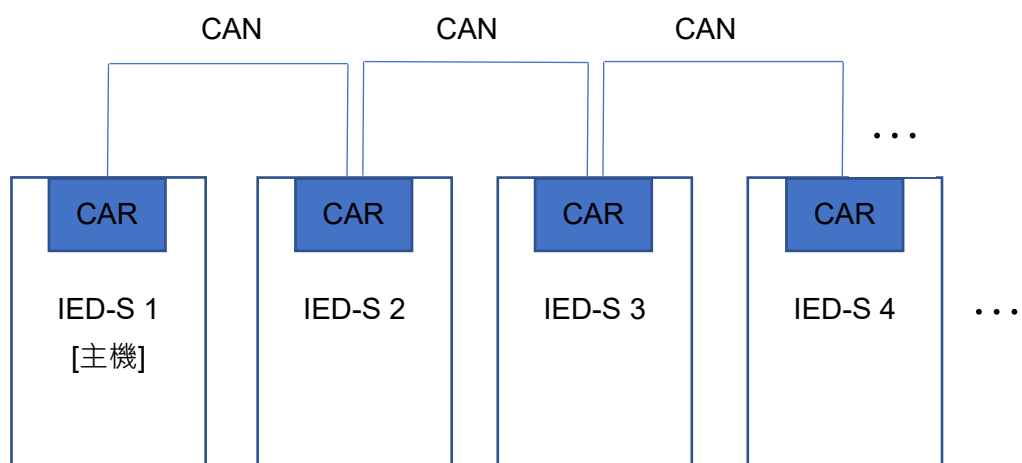 CAN
CAN
CAN
...
CAR
CAR
CAR
CAR
IED-S 1
[主機]
IED-S 2
IED-S 3
IED-S 4
...